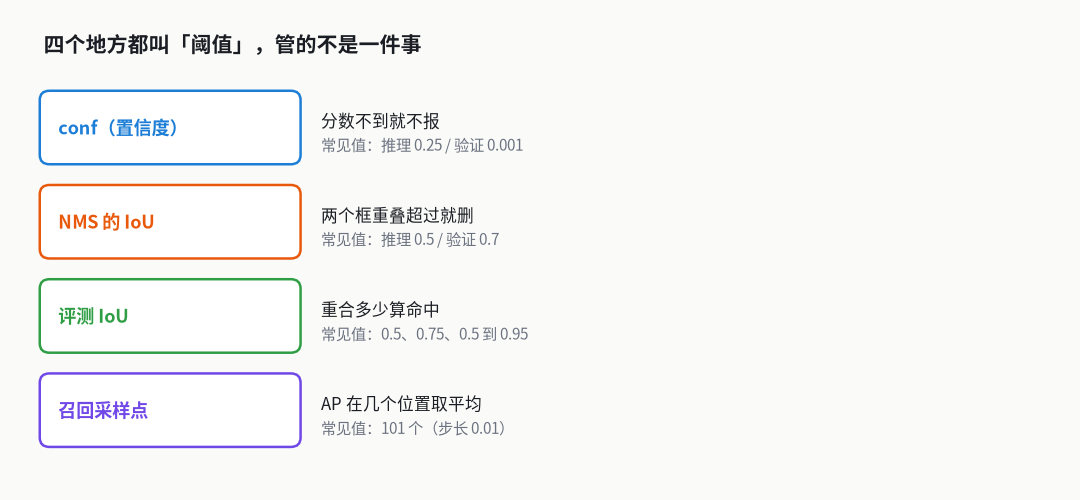 四个地方都叫「阈值」，管的不是一件事
conf（置信度）
分数不到就不报
常见值：推理 0.25 / 验证 0.001
NMS 的 IoU
两个框重叠超过就删
常见值：推理 0.5 / 验证 0.7
评测 IoU
重合多少算命中
常见值：0.5、0.75、0.5 到 0.95
召回采样点
AP 在几个位置取平均
常见值：101 个（步长 0.01）